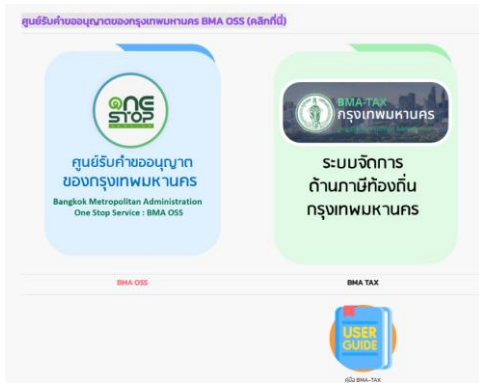 ศูนย์รับคำขออนุญาตของกรุงเทพมหานคร BMA OSS (คลิกที่นี่)
ONE
STOP
ศูนย์รับคำขออนุญาต
ของกรุงเทพมหานคร
Bangkok Metropolitan Administration
One Stop Service : BMA OSS
BMA OSS
BMA-TAX
กรุงเทพมหานคร
ระบบจัดการ
ด้านภาษีท้องถิ่น
กรุงเทพมหานคร
BMA TAX
USER
GUIDE
คู่มือ BMA-TAX